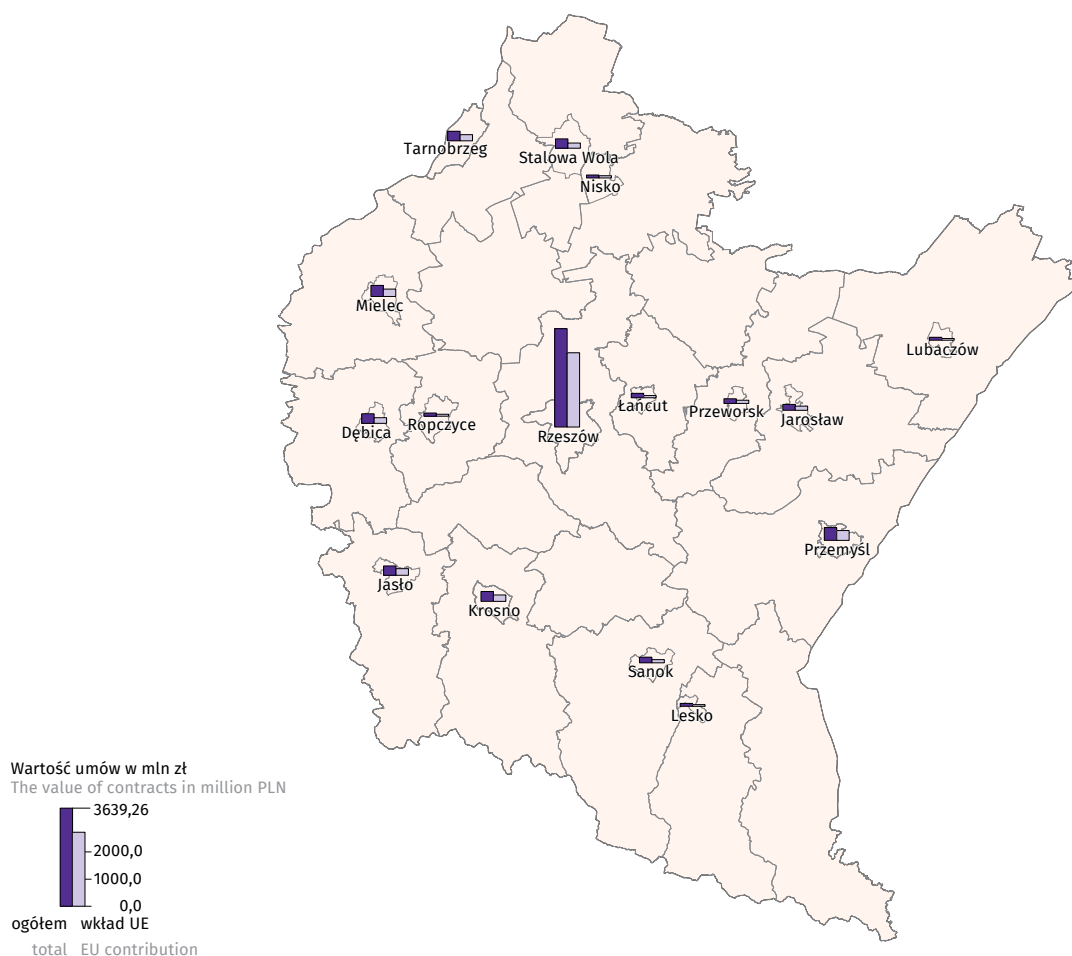 Tarnobrzeg
Stalowa Wola
Nisko
Mielec
Lubaczów
Łańcut
Przeworsk
Jarosław
Dębica
Ropczyce
Rzeszów
Przemyśl
Jasło
Krosno
Sanok
Lesko
Wartość umów w mln zł
The value of contracts in million PLN
3639,26
2000,0
1000,0
0,0
ogółem wkład UE
total EU contribution